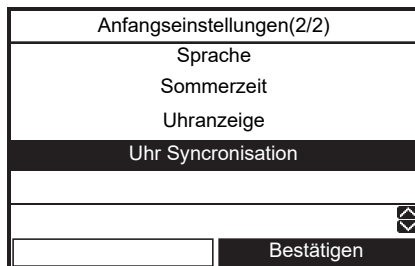 Anfangseinstellungen(2/2)
Sprache
Sommerzeit
Uhranzeige
Uhr Syncronisation
Bestätigen